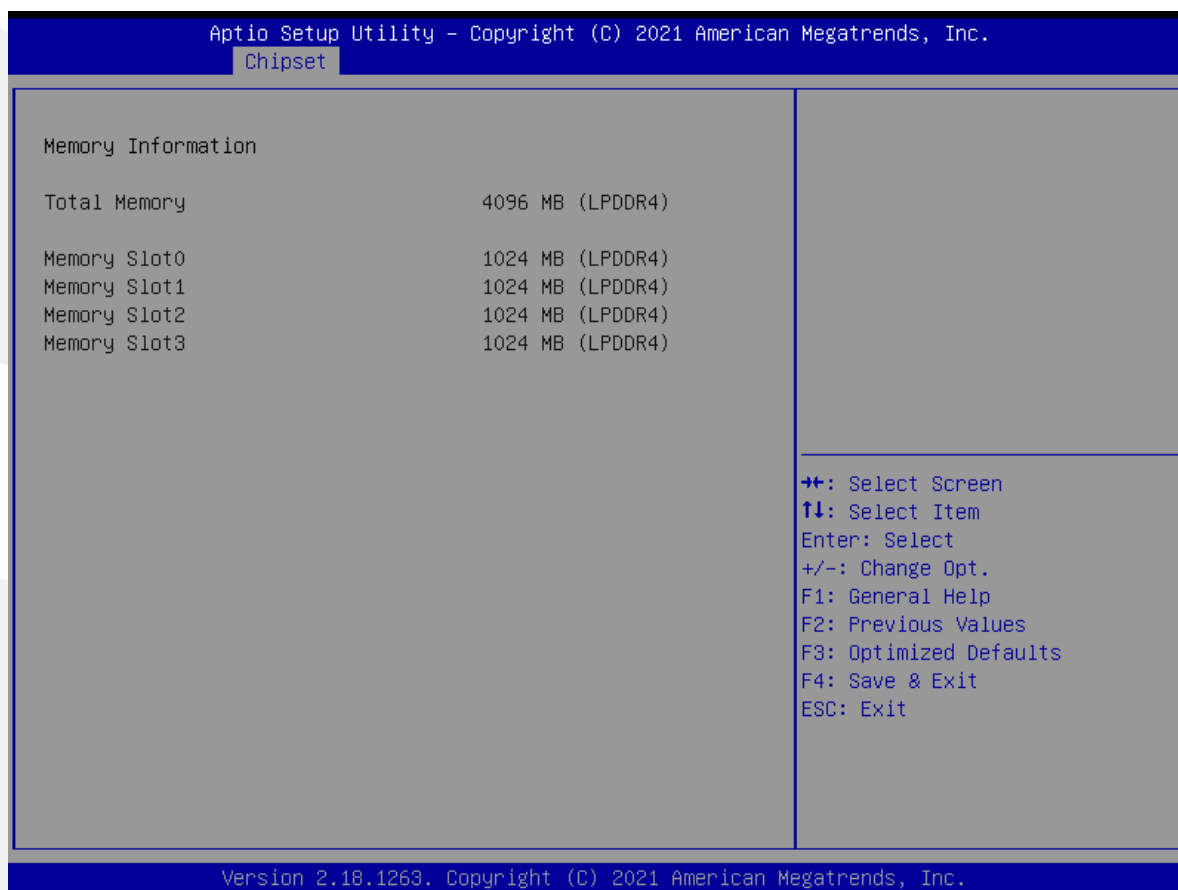 Aptio Setup Utility – Copyright (C) 2021 American Megatrends, Inc.
Chipset
Memory Information
Total Memory 4096 MB (LPDDR4)
Memory Slot0 1024 MB (LPDDR4)
Memory Slot1 1024 MB (LPDDR4)
Memory Slot2 1024 MB (LPDDR4)
Memory Slot3 1024 MB (LPDDR4)
→←: Select Screen
↑↓: Select Item
Enter: Select
+/-: Change Opt.
F1: General Help
F2: Previous Values
F3: Optimized Defaults
F4: Save & Exit
ESC: Exit
Version 2.18.1263. Copyright (C) 2021 American Megatrends, Inc.